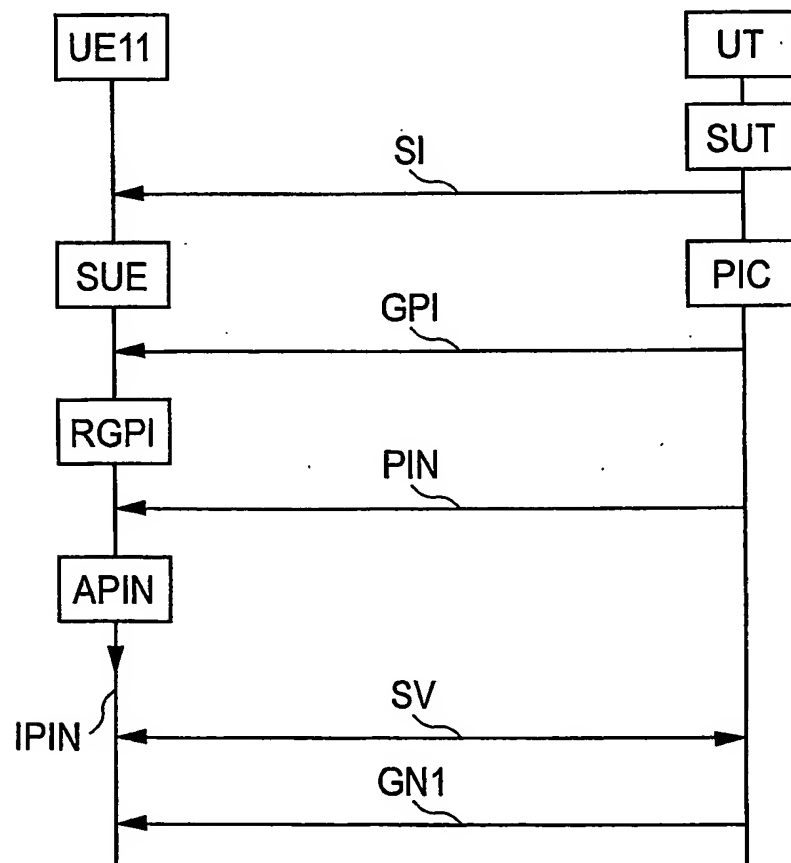 UE11
UT
SUT
SI
SUE
PIC
GPI
RGPI
PIN
APIN
SV
IPIN
GN1